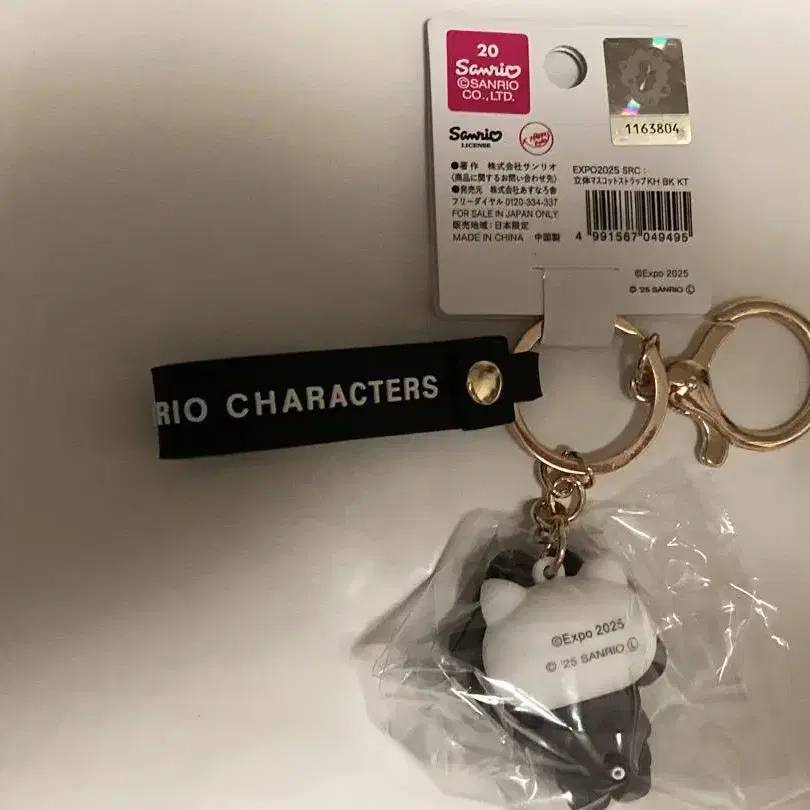 20
Sanrio
©SANRIO
CO.,LTD.
1163804
Sanrio
LICENSE
●著作 株式会社サンリオ
(商品に関するお問い合わせ先)
●発売元 株式会社あすなろ舎
フリーダイヤル 0120-334-337
FOR SALE IN JAPAN ONLY
販売地域:日本限定
MADE IN CHINA 中国製
EXPO2025 SRC :
立体マスコットストラップKH BK KT
4 991567 049495
©Expo 2025
© '25 SANRIO Ⓛ
RIO CHARACTERS
©Expo 2025
© '25 SANRIO Ⓛ